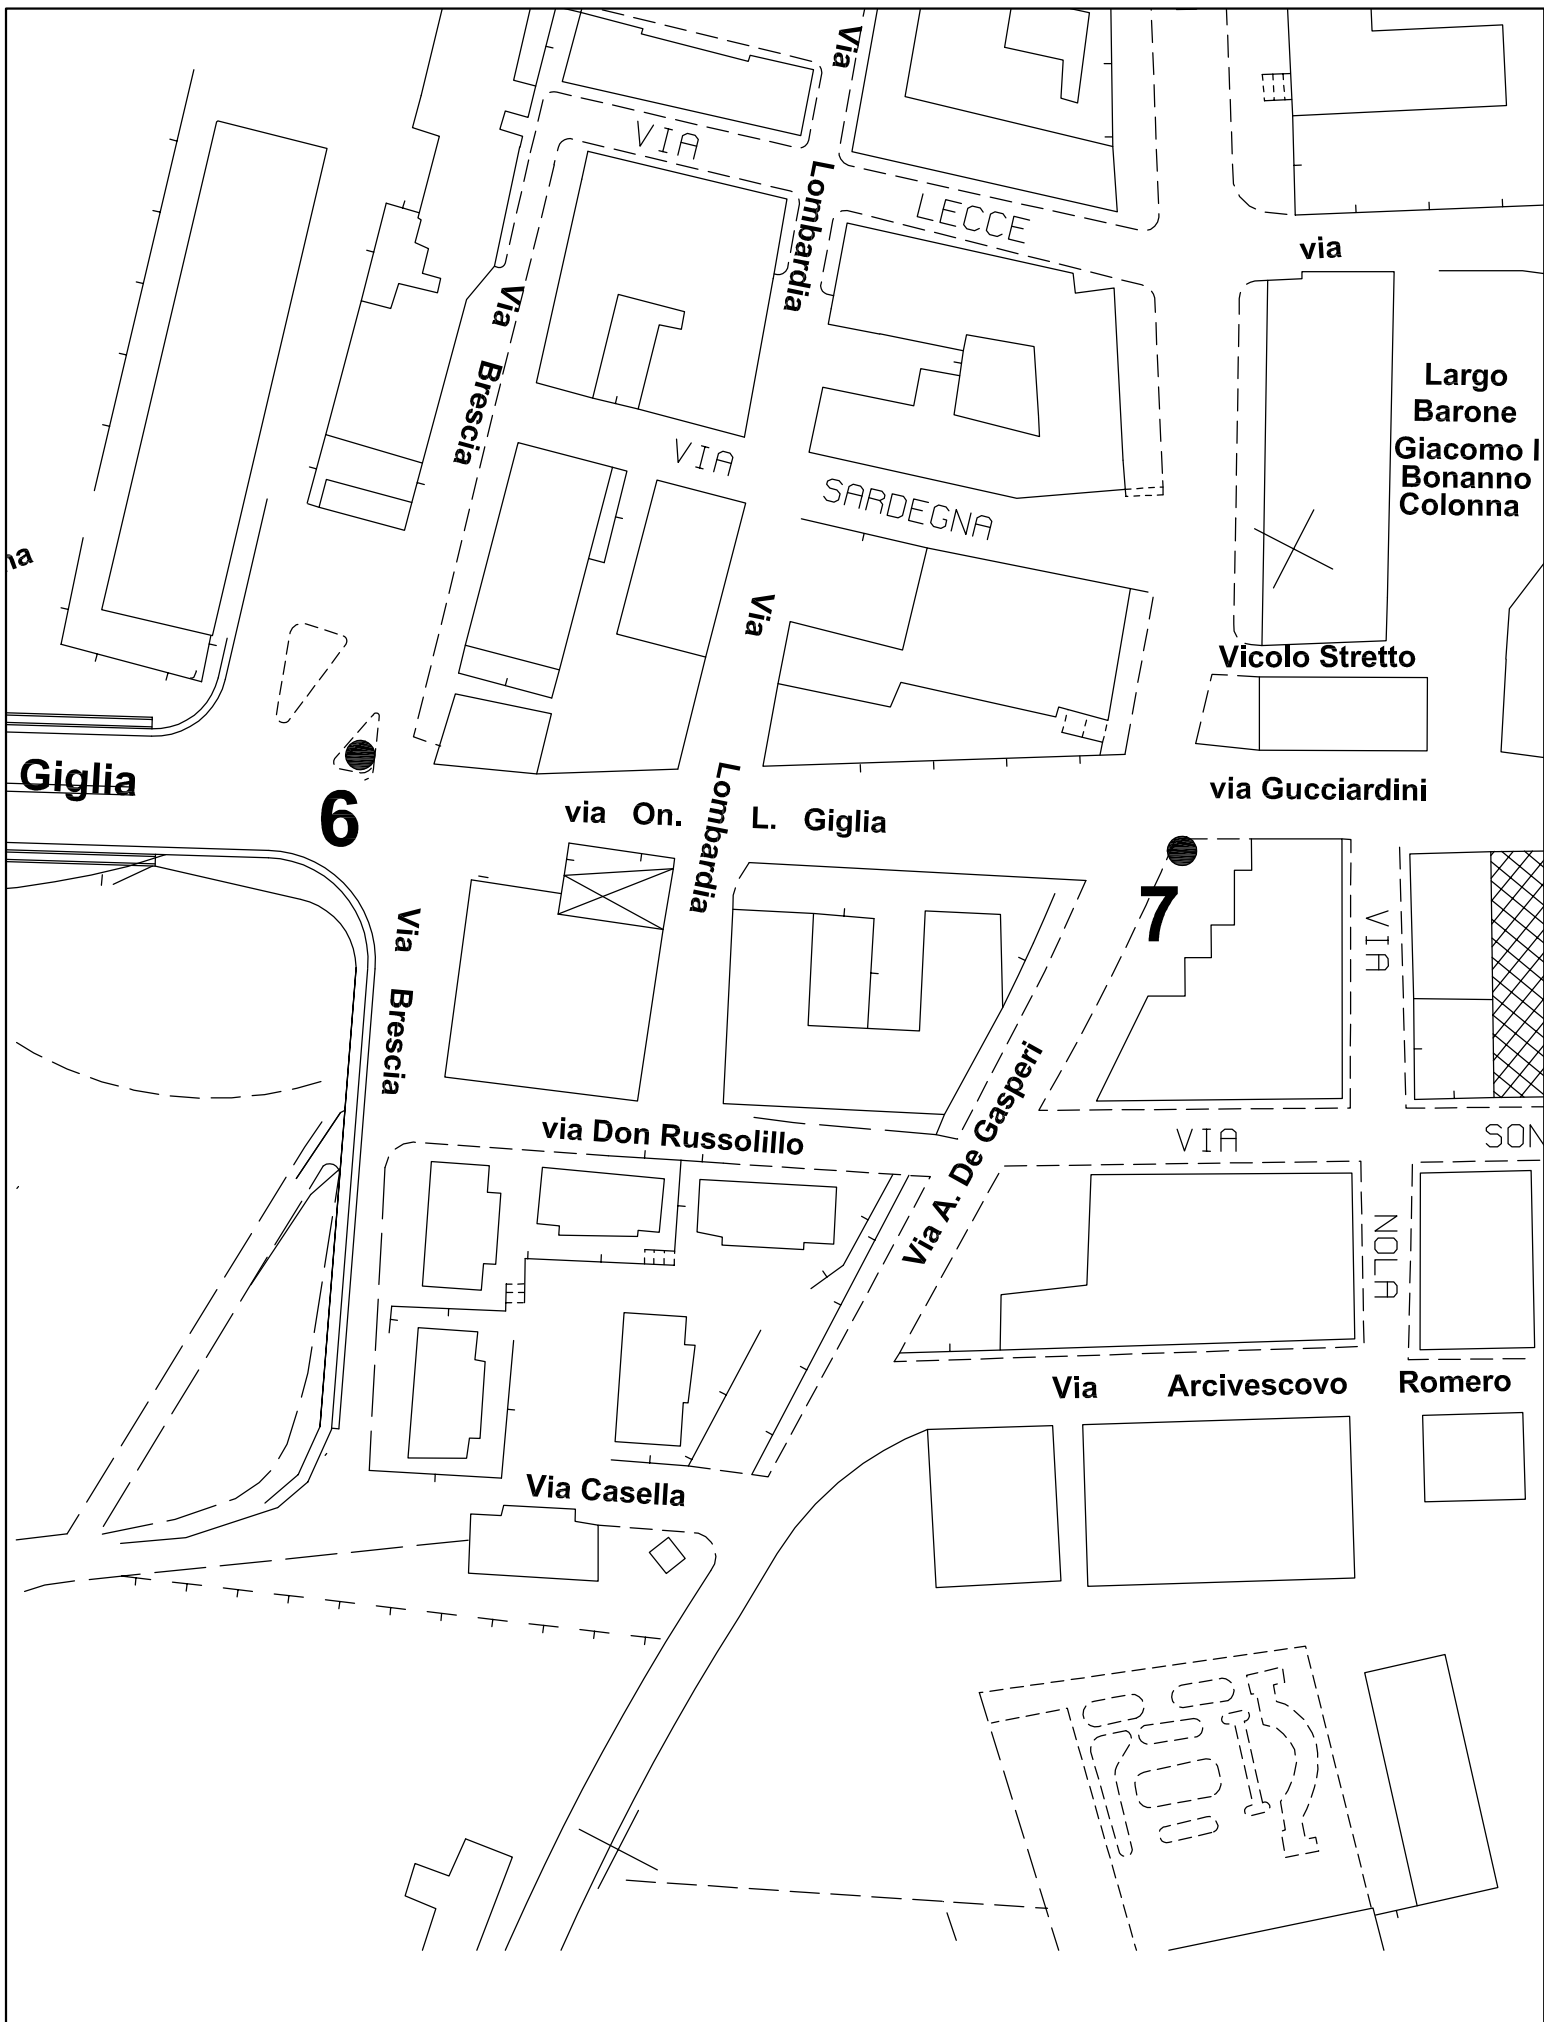 Via
VIA
Lombardia
LECCE
via
Via Brescia
Largo
Barone
Giacomo I
Bonanno
Colonna
VIA
SARDEGNA
na
Via
Vicolo Stretto
Giglia
6
via On. L. Giglia
Lombardia
via Gucciardini
7
VIA
Via Brescia
via Don Russolillo
Via A. De Gasperi
VIA
SON
NOLA
Via Arcivescovo Romero
Via Casella